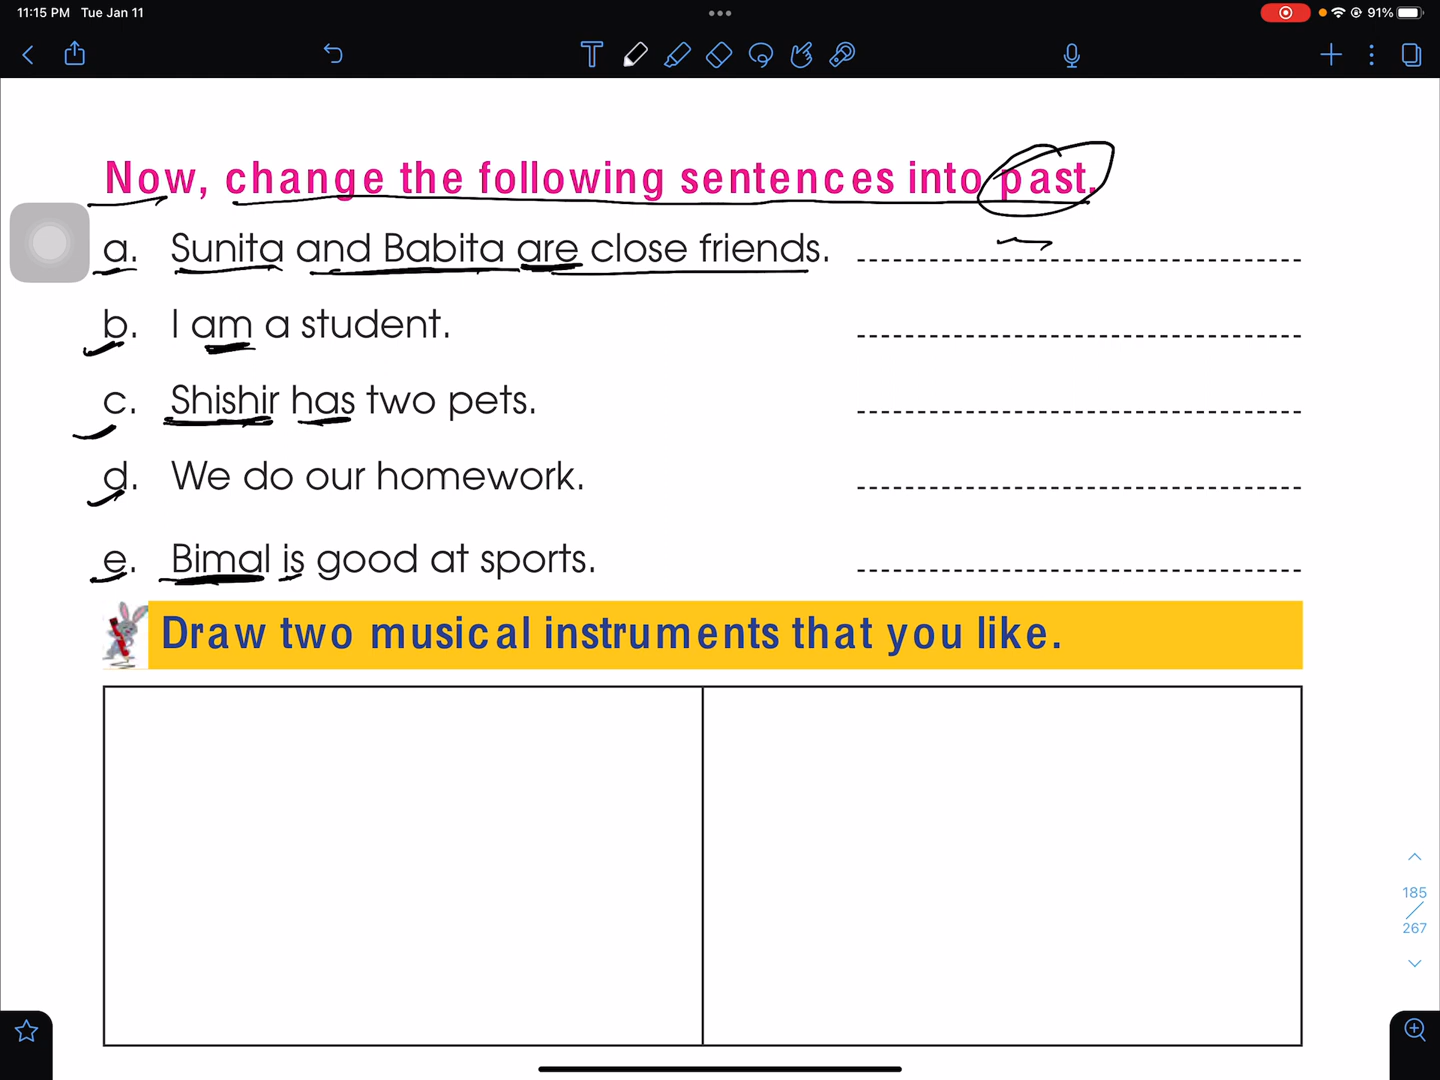 11:15 PM Tue Jan 11
91%
Now, change the following sentences into past.
a. Sunita and Babita are close friends.
b. I am a student.
c. Shishir has two pets.
d. We do our homework.
e. Bimal is good at sports.
Draw two musical instruments that you like.
185
267